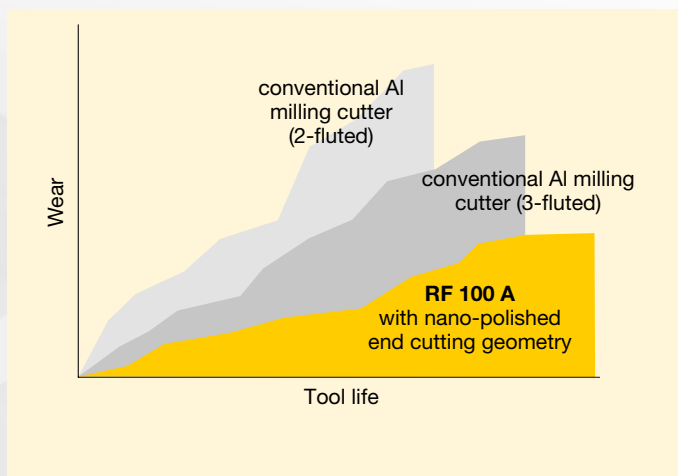 conventional Al
milling cutter
(2-fluted)
conventional Al milling
cutter (3-fluted)
Wear
RF 100 A
with nano-polished
end cutting geometry
Tool life